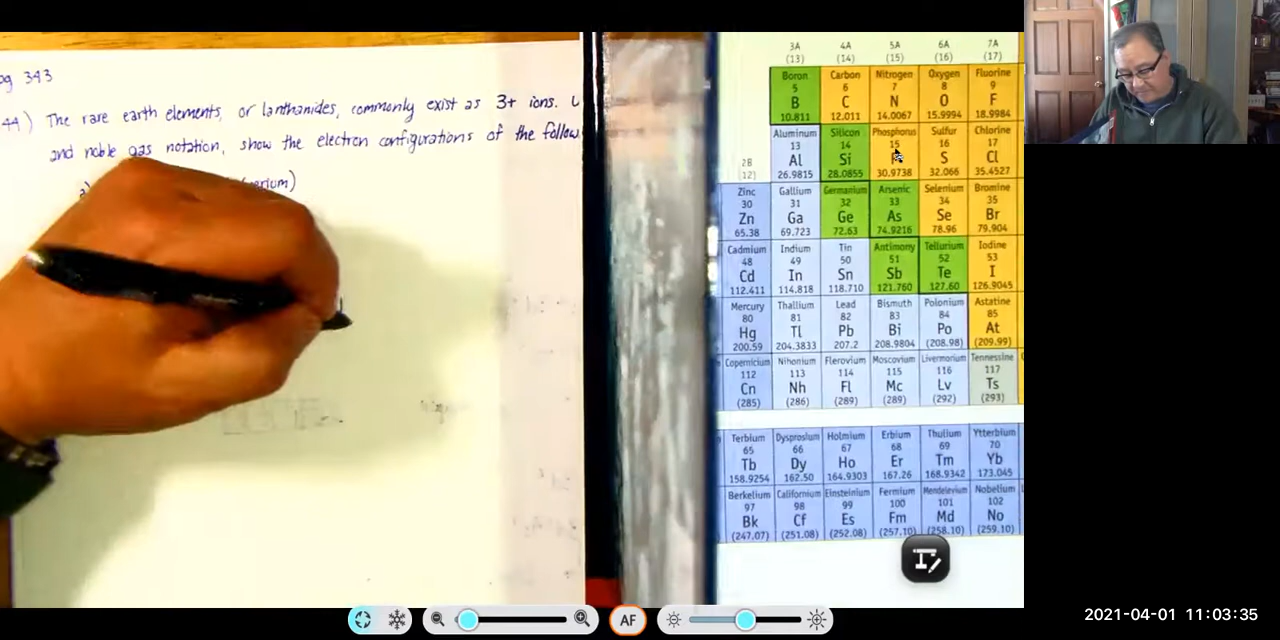 og 343
44) The rare earth elements, or lanthanides, commonly exist as 3+ ions. U
and noble gas notation, show the electron configurations of the follow
a)
3A 4A 5A 6A 7A
(13) (14) (15) (16) (17)
Boron Carbon Nitrogen Oxygen Fluorine
5 6 7 8 9
B C N O F
10.811 12.011 14.0067 15.9994 18.9984
Aluminum Silicon Phosphorus Sulfur Chlorine
13 14 15 16 17
2B Al Si S Cl
(12) 26.9815 28.0855 30.9738 32.066 35.4527
Zinc Gallium Germanium Arsenic Selenium Bromine
30 31 32 33 34 35
Zn Ga Ge As Se Br
65.38 69.723 72.63 74.9216 78.96 79.904
Cadmium Indium Tin Antimony Tellurium Iodine
48 49 50 51 52 53
Cd In Sn Sb Te I
112.411 114.818 118.710 121.760 127.60 126.9045
Mercury Thallium Lead Bismuth Polonium Astatine
80 81 82 83 84 85
Hg Tl Pb Bi Po At
200.59 204.3833 207.2 208.9804 (208.98) (209.99)
Copernicium Nihonium Flerovium Moscovium Livermorium Tennessine
112 113 114 115 116 117
Cn Nh Fl Mc Lv Ts
(285) (286) (289) (289) (292) (293)
Terbium Dysprosium Holmium Erbium Thulium Ytterbium
65 66 67 68 69 70
Tb Dy Ho Er Tm Yb
158.9254 162.50 164.9303 167.26 168.9342 173.045
Berkelium Californium Einsteinium Fermium Mendelevium Nobelium
97 98 99 100 101 102
Bk Cf Es Fm Md No
(247.07) (251.08) (252.08) (257.10) (258.10) (259.10)
AF
2021-04-01 11:03:35